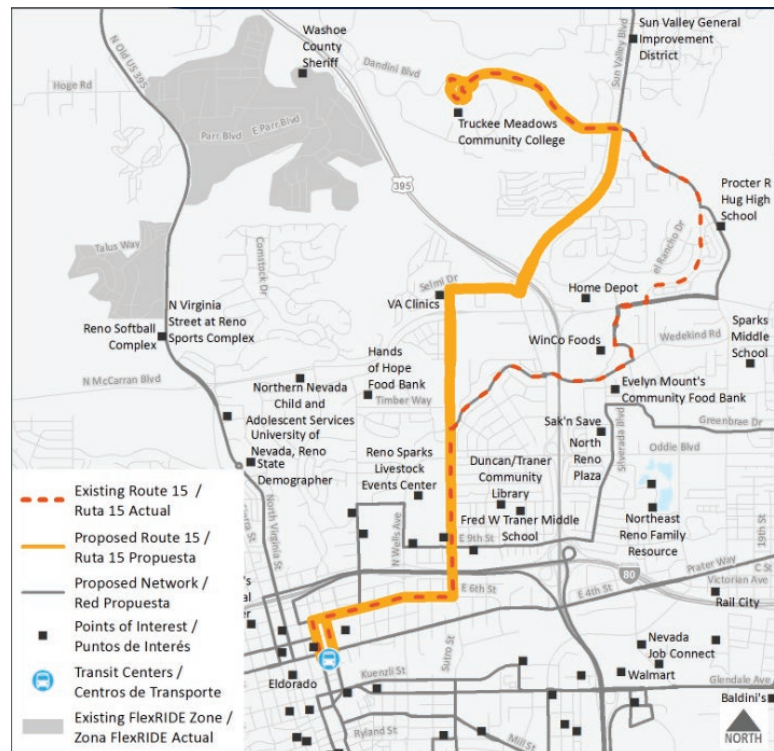 Sun Valley General
Improvement
District
Sun Valley Blvd
Washoe
County
Sheriff
N Old US 395
Hoge Rd
Dandini Blvd
Truckee Meadows
Community College
Parr Blvd
E Parr Blvd
395
Procter R
Hug High
School
el Rancho Dr
Talus Way
Comstock Dr
Selmi Dr
VA Clinics
Home Depot
N Virginia
Street at Reno
Sports Complex
Reno Softball
Complex
WinCo Foods
Wedekind Rd
Sparks
Middle
School
Hands
of Hope
Food Bank
N McCarran Blvd
Timber Way
Northern Nevada
Child and
Adolescent Services
Evelyn Mount's
Community Food Bank
University of
Nevada, Reno
State
Demographer
Sak'n Save
Greenbrae Dr
North
Reno
Plaza
Silverada Blvd
Oddie Blvd
Reno Sparks
Livestock
Events Center
Duncan/Traner
Community
Library
Fred W Traner Middle
School
Northeast
Reno Family
Resource
N Wells Ave
E 9th St
North Virginia St
19th St
Prater Way
C St
Victorian Ave
80
E 6th St
E 4th St
Rail City
Sutro St
Nevada
Job Connect
Kuenzli St
Eldorado
Walmart
Glendale Ave
Baldini's
Ryland St
Mill St
Existing Route 15 /
Ruta 15 Actual
Proposed Route 15 /
Ruta 15 Propuesta
Proposed Network /
Red Propuesta
Points of Interest /
Puntos de Interés
Transit Centers /
Centros de Transporte
Existing FlexRIDE Zone /
Zona FlexRIDE Actual
NORTH